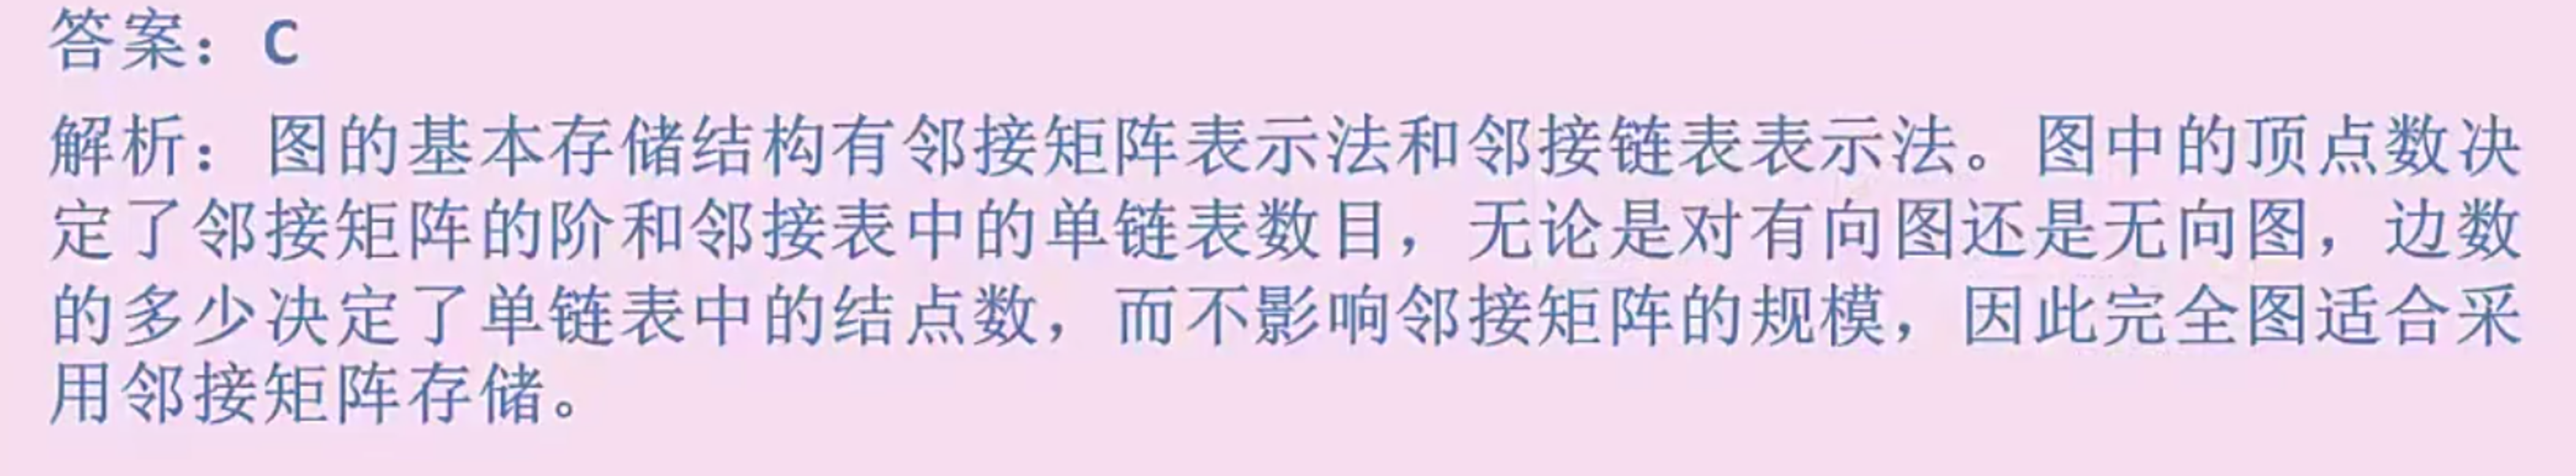 答案：C
解析：图的基本存储结构有邻接矩阵表示法和邻接链表表示法。图中的顶点数决
定了邻接矩阵的阶和邻接表中的单链表数目，无论是对有向图还是无向图，边数
的多少决定了单链表中的结点数，而不影响邻接矩阵的规模，因此完全图适合采
用邻接矩阵存储。